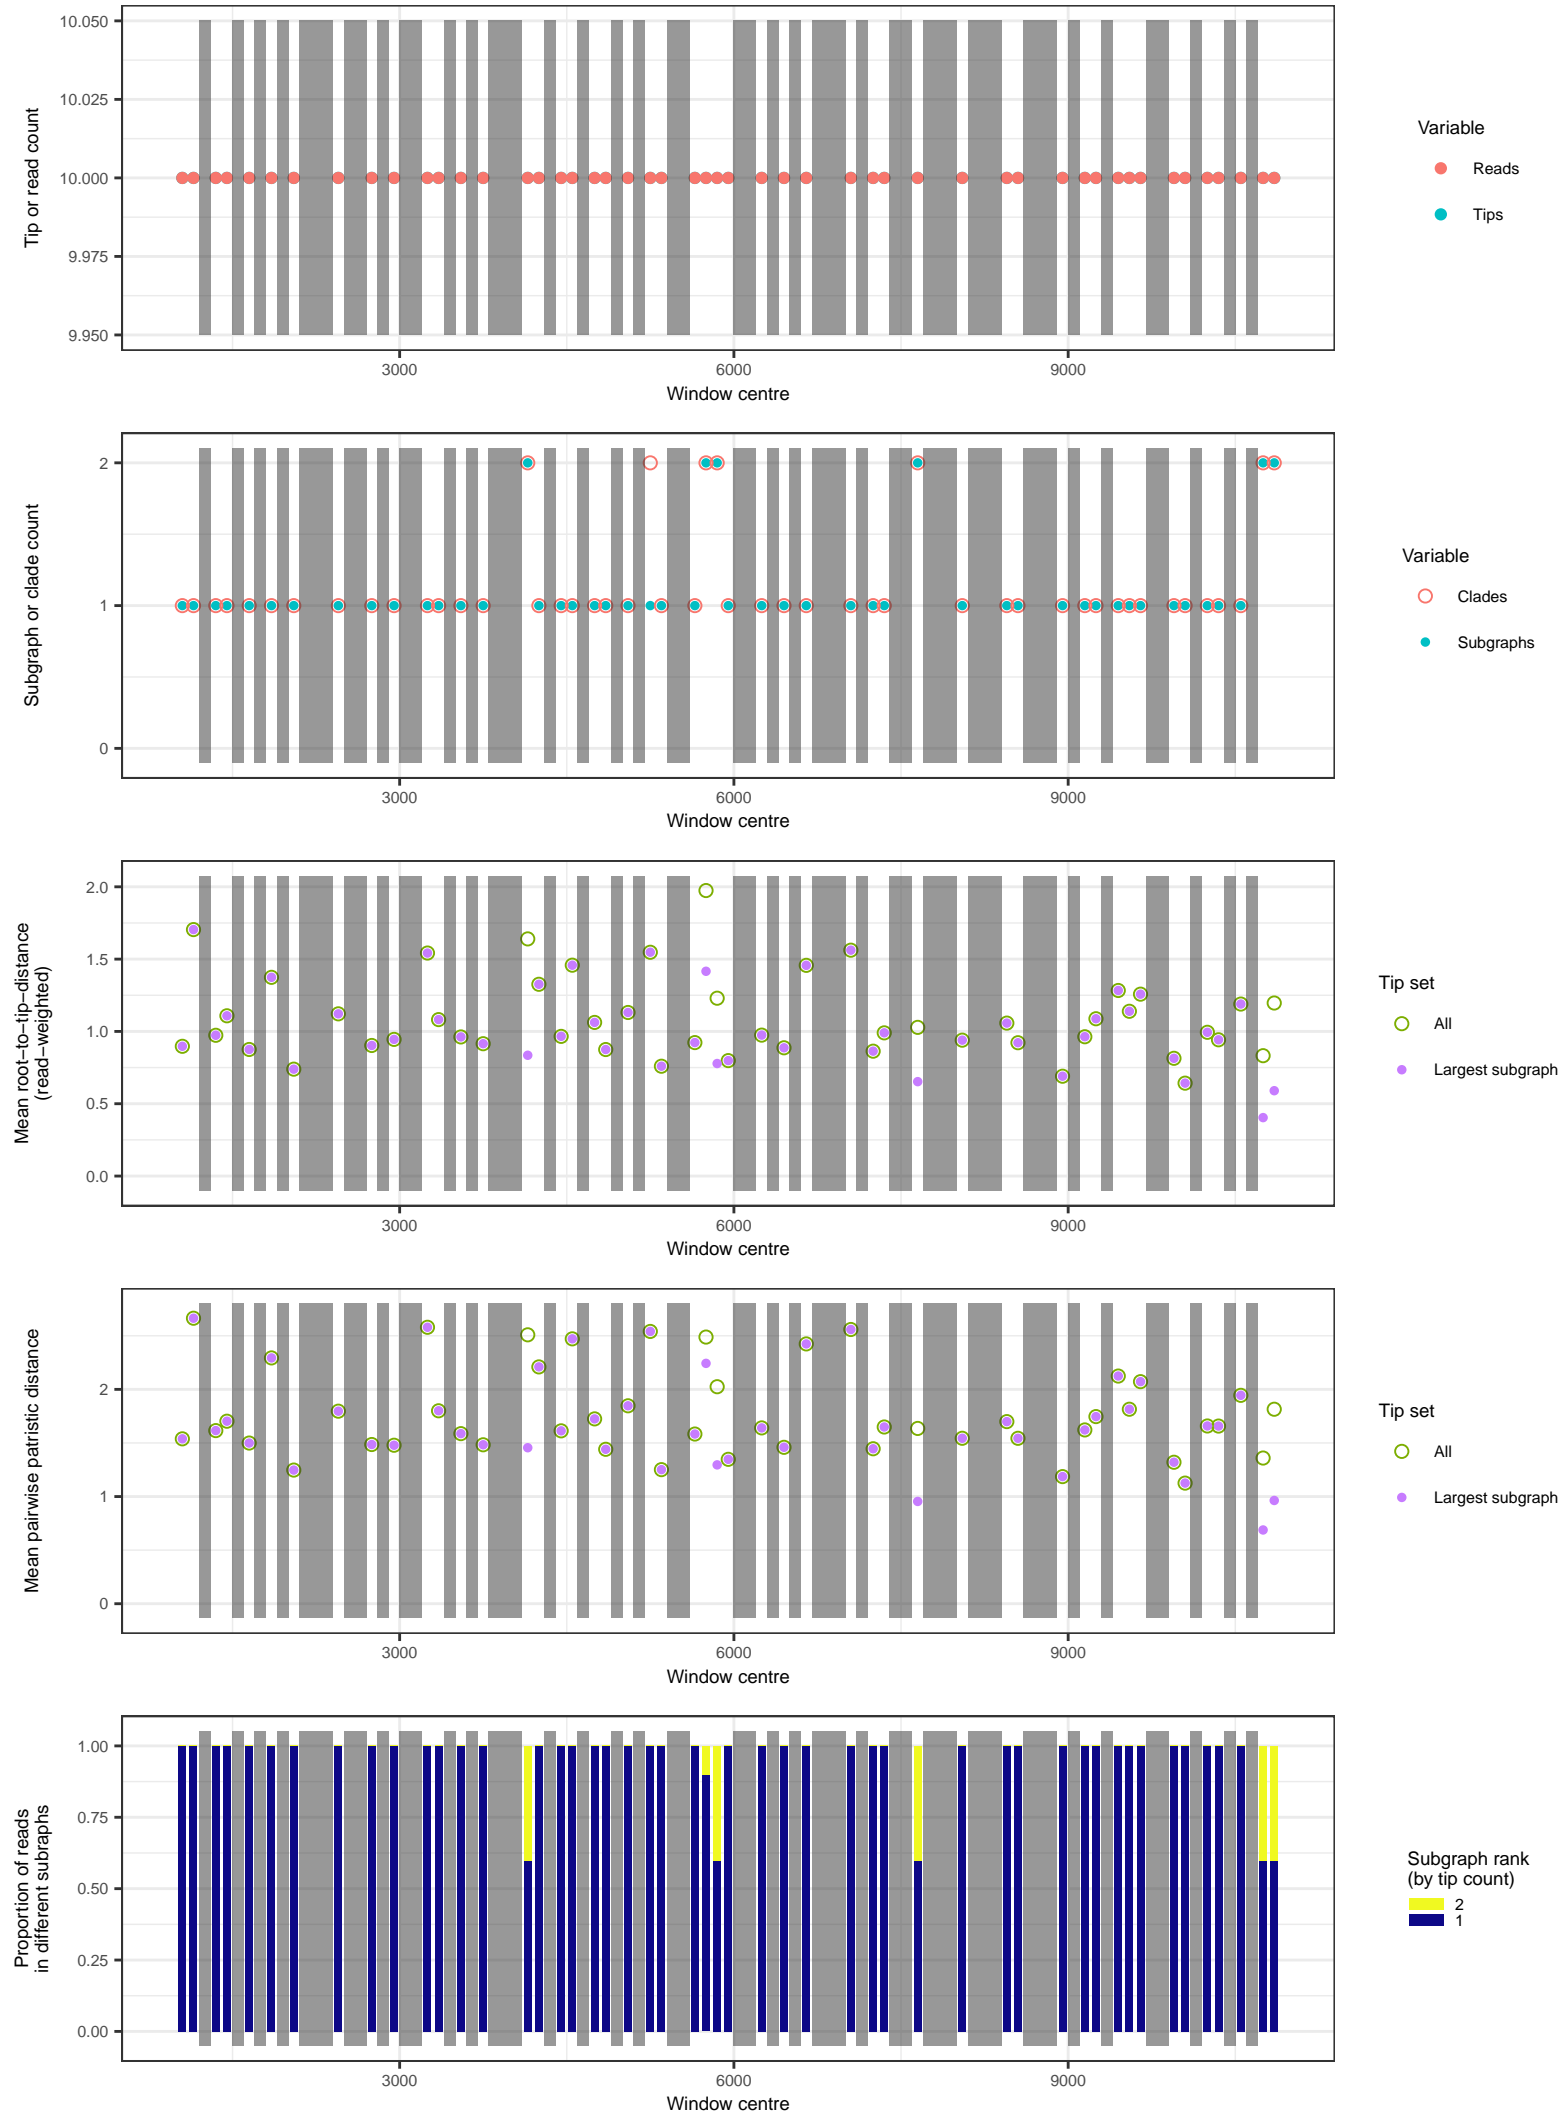 10.050
10.025
10.000
9.975
9.950
Tip or read count
3000
6000
9000
Window centre
Variable
Reads
Tips
2
1
0
Subgraph or clade count
3000
6000
9000
Window centre
Variable
Clades
Subgraphs
2.0
1.5
1.0
0.5
0.0
Mean root−to−tip−distance
(read−weighted)
3000
6000
9000
Window centre
Tip set
All
Largest subgraph
2
1
0
Mean pairwise patristic distance
3000
6000
9000
Window centre
Tip set
All
Largest subgraph
1.00
0.75
0.50
0.25
0.00
Proportion of reads
in different subraphs
3000
6000
9000
Window centre
Subgraph rank
(by tip count)
2
1